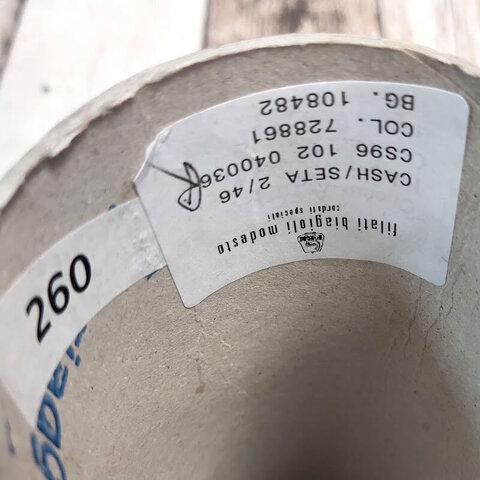 filati biagioli modesto
cardati speciali
CASH/SETA 2/46
CS96 102 040036
COL. 728861
BG. 108482
R
260